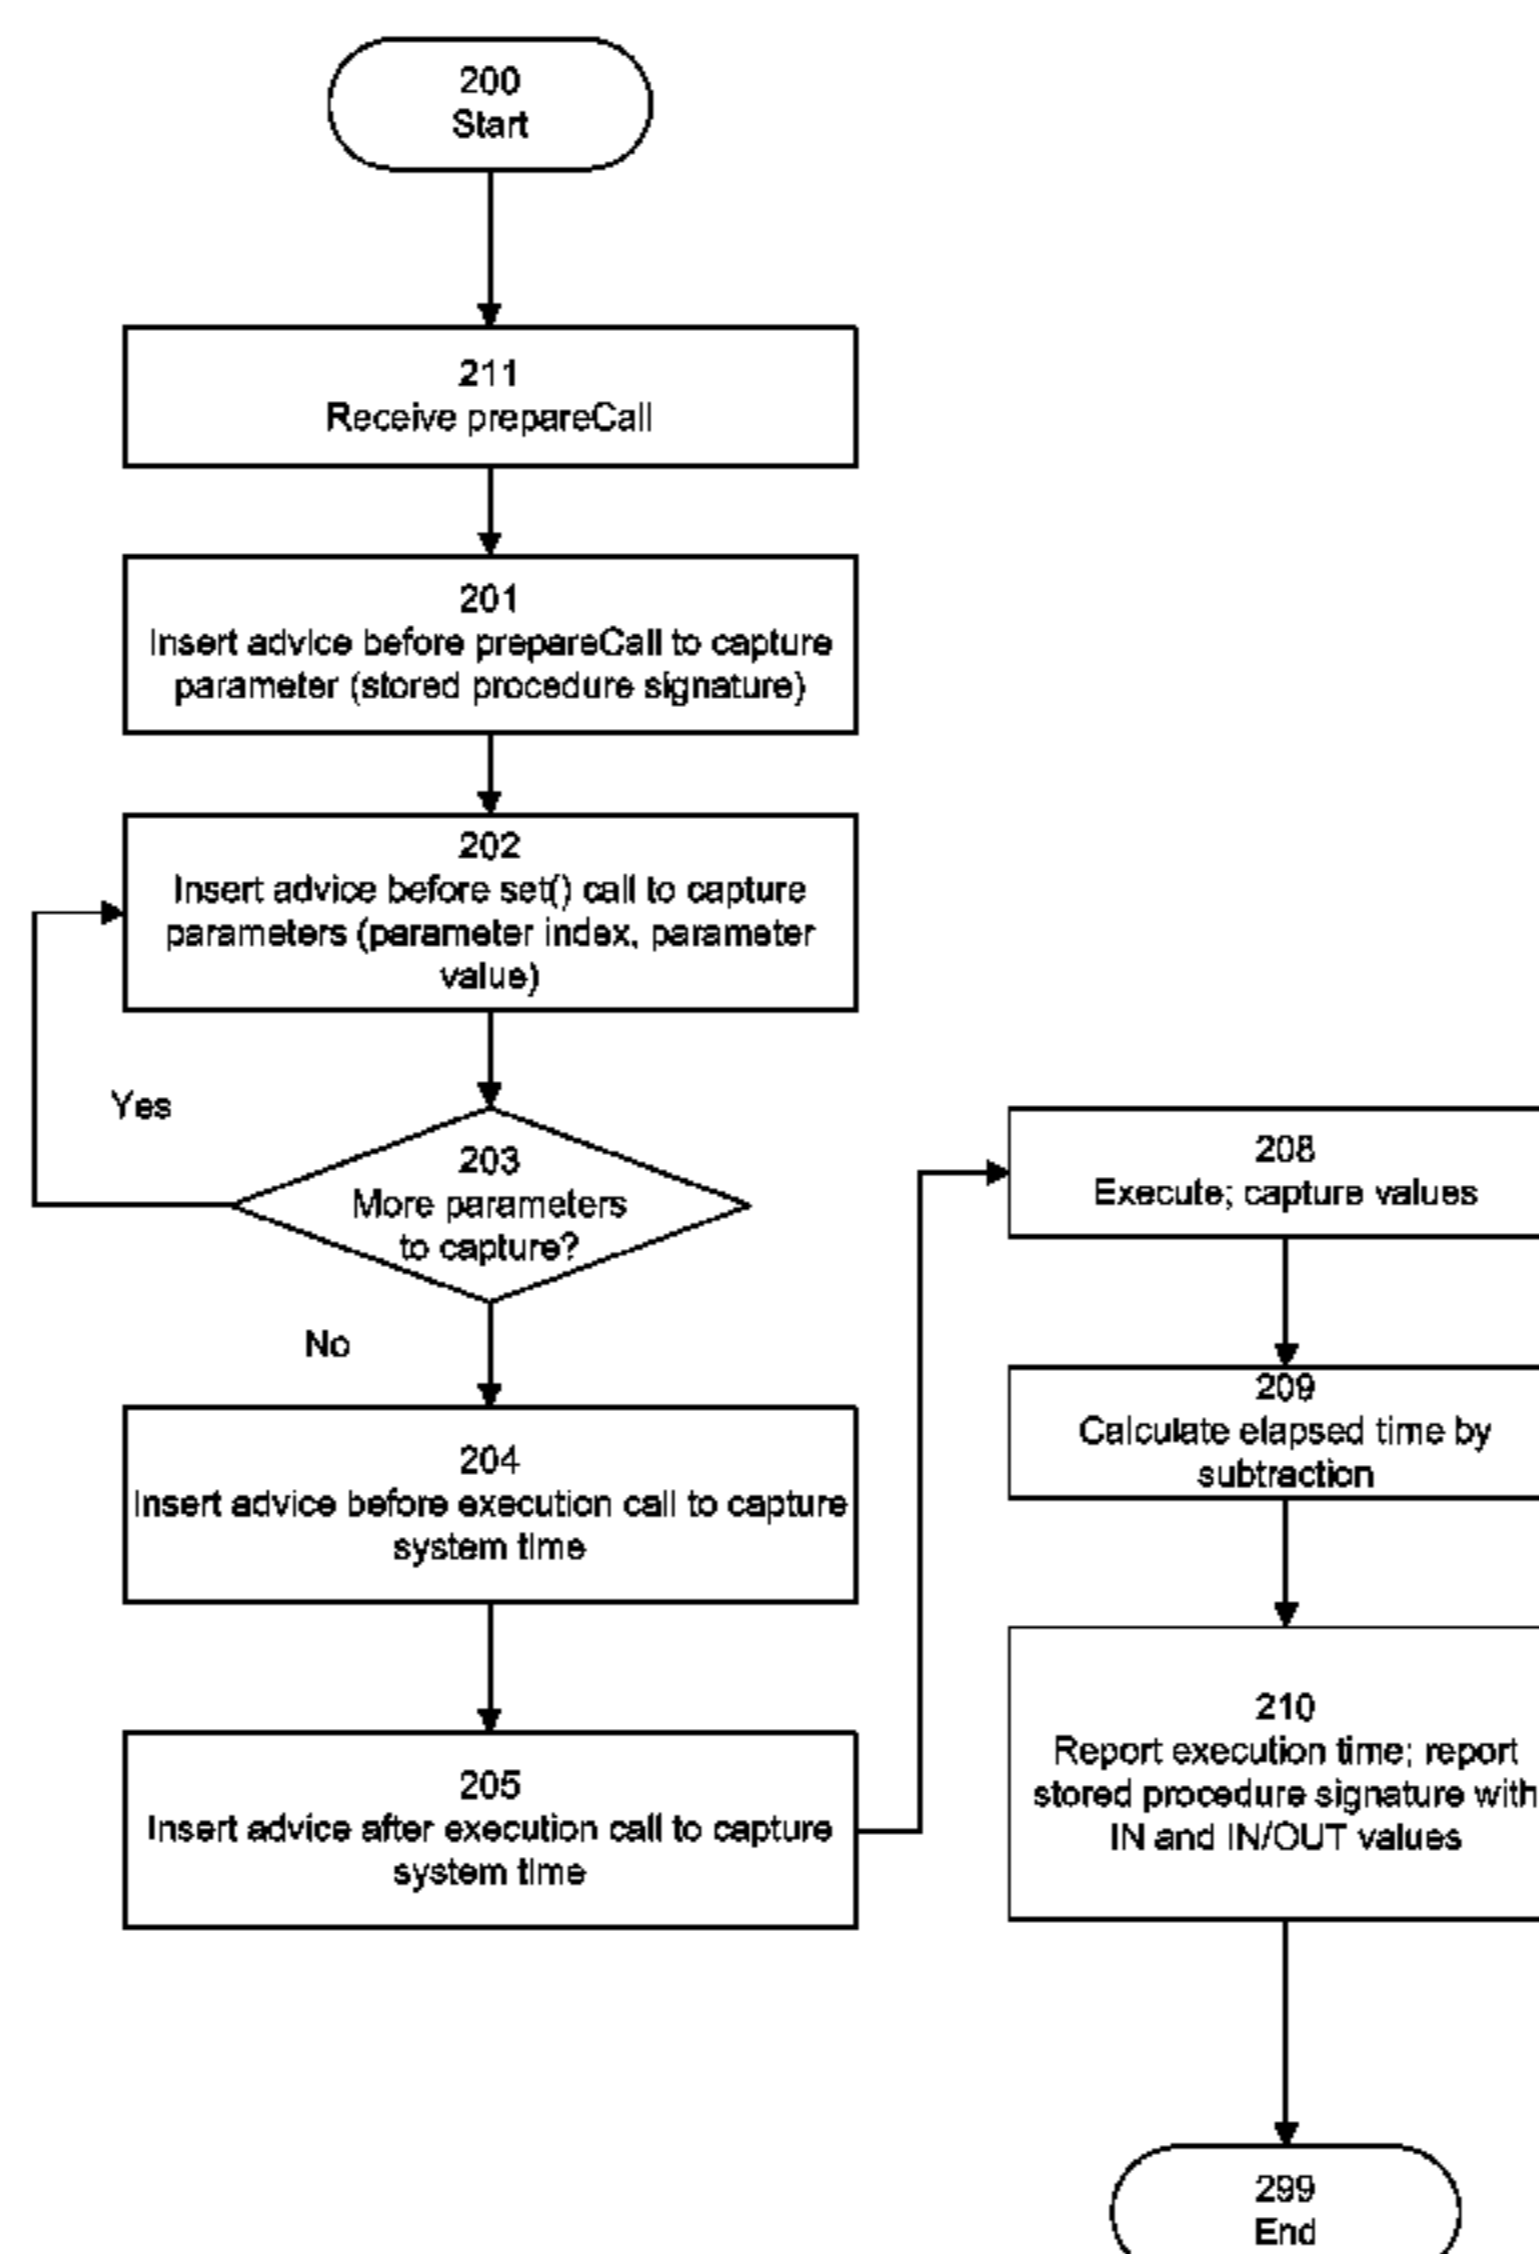 200
Start
211
Receive prepareCall
201
Insert advice before prepareCall to capture
parameter (stored procedure signature)
202
Insert advice before set() call to capture
parameters (parameter index, parameter
value)
Yes
203
More parameters
to capture?
No
204
Insert advice before execution call to capture
system time
205
Insert advice after execution call to capture
system time
208
Execute; capture values
209
Calculate elapsed time by
subtraction
210
Report execution time; report
stored procedure signature with
IN and IN/OUT values
299
End